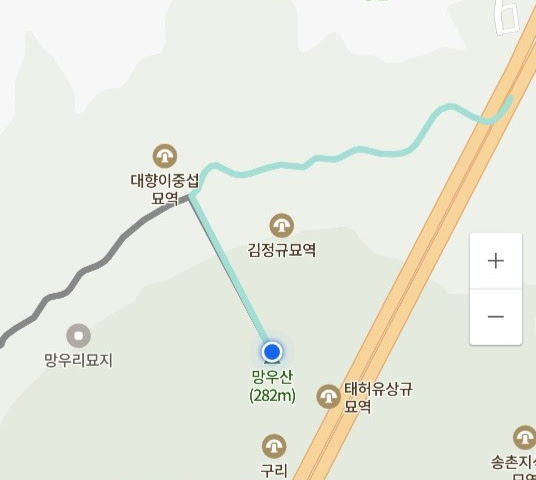 대향이중섭
묘역
김정규묘역
망우리묘지
망우산
(282m)
태허유상규
묘역
구리
송촌지